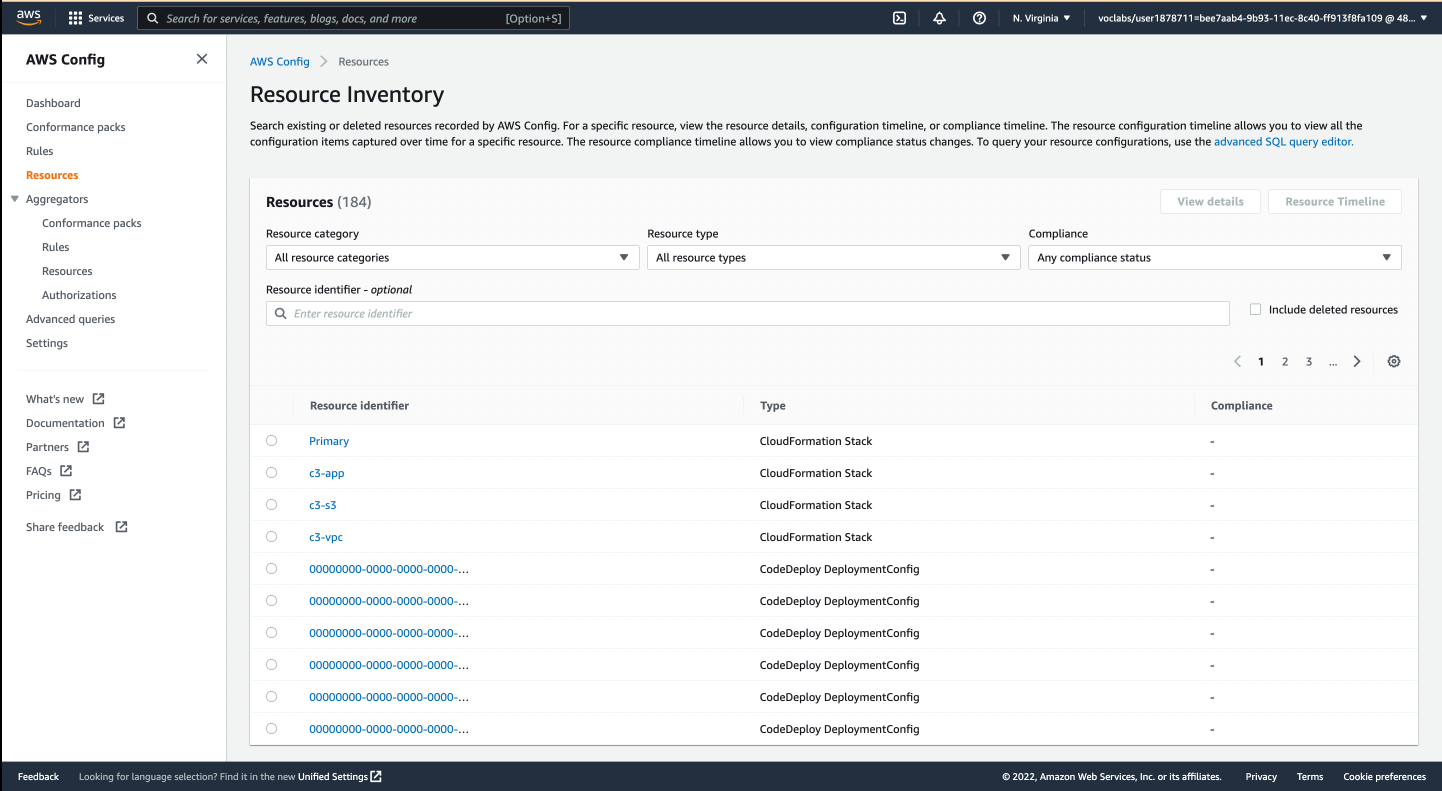 aws
Services
Search for services, features, blogs, docs, and more
[Option+S]
N. Virginia
voclabs/user1878711=bee7aab4-9b93-11ec-8c40-ff913f8fa109 @ 48...
AWS Config
Dashboard
Conformance packs
Rules
Resources
Aggregators
Conformance packs
Rules
Resources
Authorizations
Advanced queries
Settings
What's new
Documentation
Partners
FAQs
Pricing
Share feedback
AWS Config
Resources
Resource Inventory
Search existing or deleted resources recorded by AWS Config. For a specific resource, view the resource details, configuration timeline, or compliance timeline. The resource configuration timeline allows you to view all the
configuration items captured over time for a specific resource. The resource compliance timeline allows you to view compliance status changes. To query your resource configurations, use the advanced SQL query editor.
Resources (184)
View details
Resource Timeline
Resource category
Resource type
Compliance
All resource categories
All resource types
Any compliance status
Resource identifier - optional
Enter resource identifier
Include deleted resources
1 2 3 ...
Resource identifier Type Compliance
Primary CloudFormation Stack -
c3-app CloudFormation Stack -
c3-s3 CloudFormation Stack -
c3-vpc CloudFormation Stack -
00000000-0000-0000-0000-... CodeDeploy DeploymentConfig -
00000000-0000-0000-0000-... CodeDeploy DeploymentConfig -
00000000-0000-0000-0000-... CodeDeploy DeploymentConfig -
00000000-0000-0000-0000-... CodeDeploy DeploymentConfig -
00000000-0000-0000-0000-... CodeDeploy DeploymentConfig -
00000000-0000-0000-0000-... CodeDeploy DeploymentConfig -
Feedback
Looking for language selection? Find it in the new Unified Settings
© 2022, Amazon Web Services, Inc. or its affiliates.
Privacy
Terms
Cookie preferences